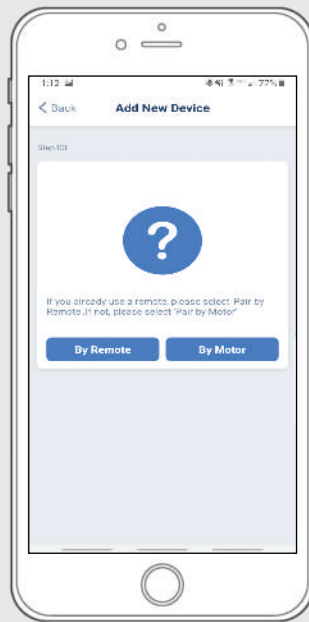 1:12 77%
Back Add New Device
If you already use a remote, please select 'Pair by
Remote'.If not, please select 'Pair by Motor'
By Remote By Motor